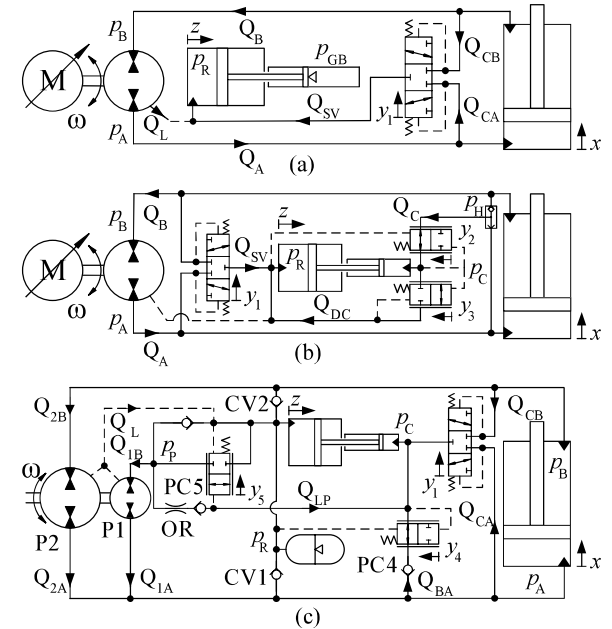 p_B
Q_B
z
p_R
p_GB
Q_CB
M
ω
Q_SV
y_1
Q_CA
p_A
Q_L
Q_A
x
(a)
p_B
Q_B
Q_C
p_H
z
y_2
Q_SV
p_R
M
p_C
ω
y_1
Q_DC
y_3
p_A
Q_A
x
(b)
CV2
z
Q_CB
Q_2B
Q_L
p_C
Q_1B
p_P
p_B
ω
PC5
y_5
y_1
Q_LP
P2
P1
OR
Q_CA
p_R
y_4
CV1
PC4
Q_2A
Q_1A
Q_BA
p_A
x
(c)